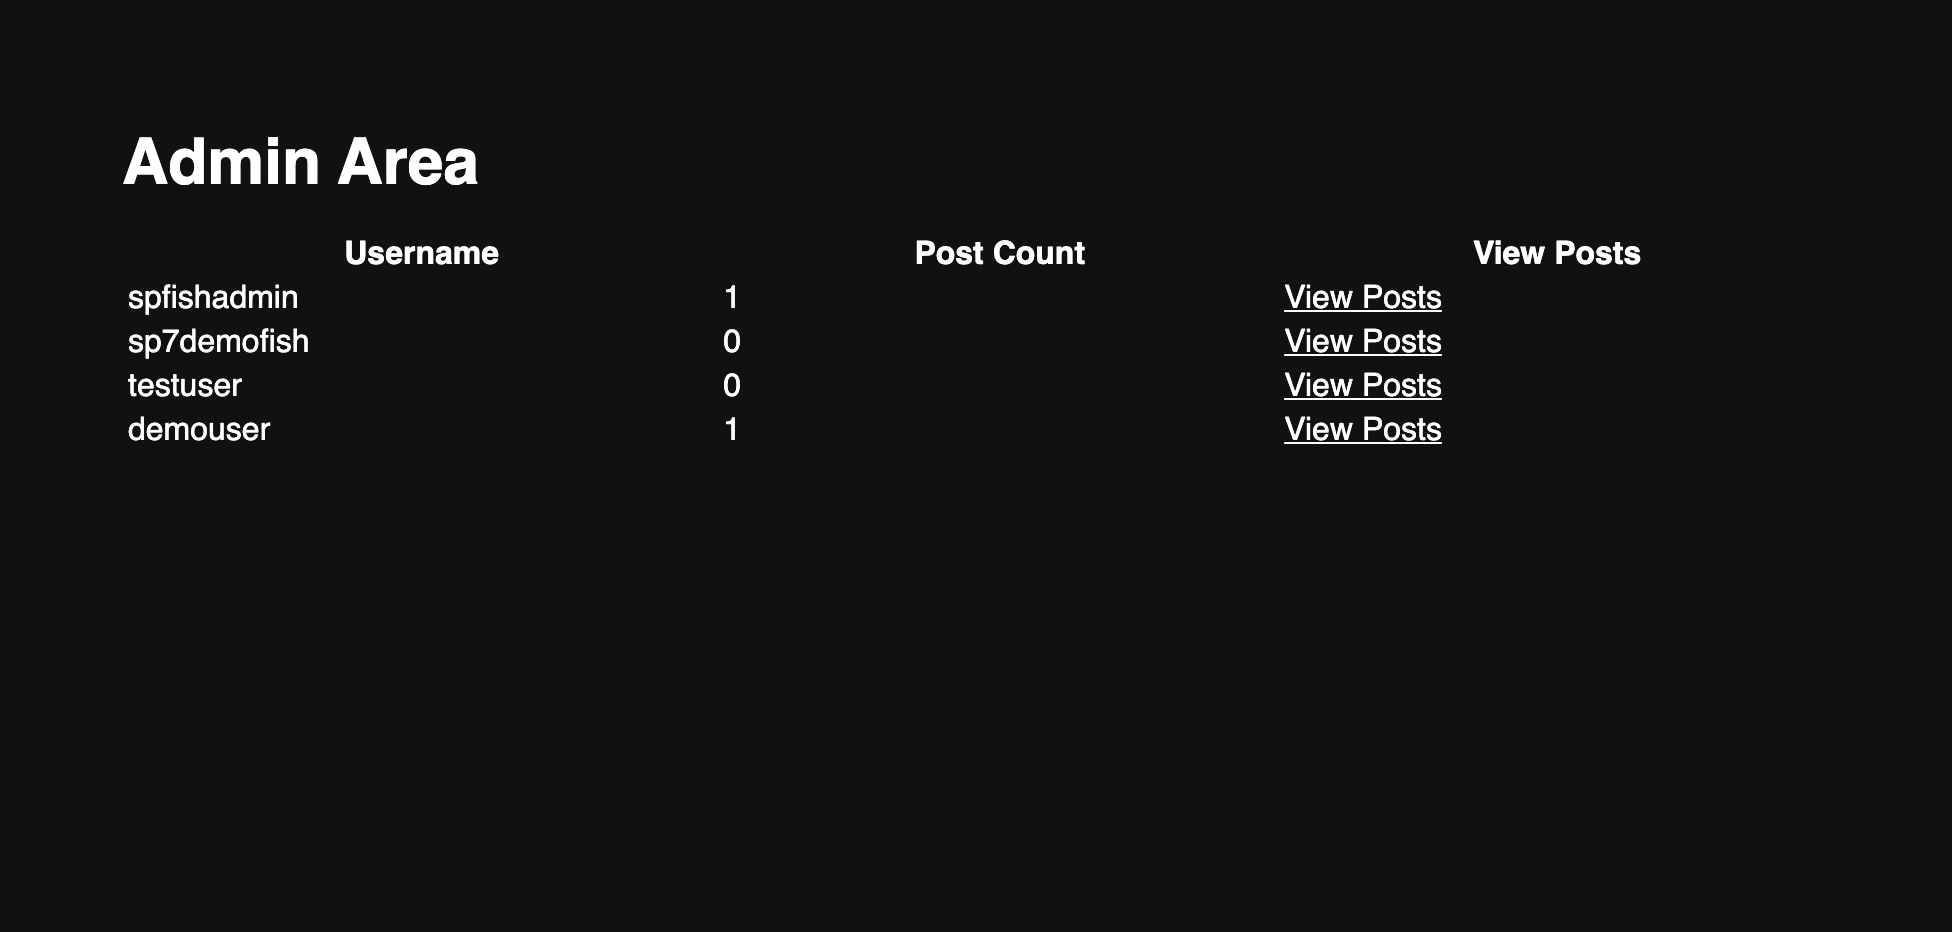 Admin Area
Username Post Count View Posts
spfishadmin 1 View Posts
sp7demofish 0 View Posts
testuser 0 View Posts
demouser 1 View Posts